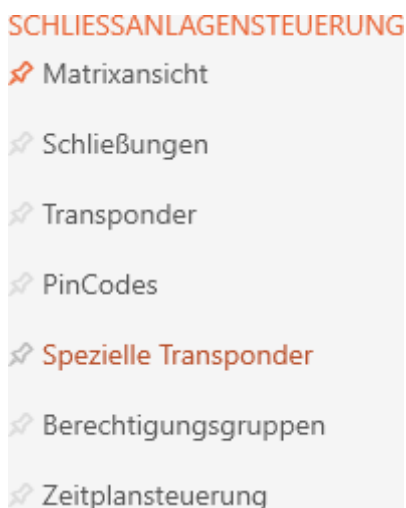 SCHLIESSANLAGENSTEUERUNG
Matrixansicht
Schließungen
Transponder
PinCodes
Spezielle Transponder
Berechtigungsgruppen
Zeitplansteuerung